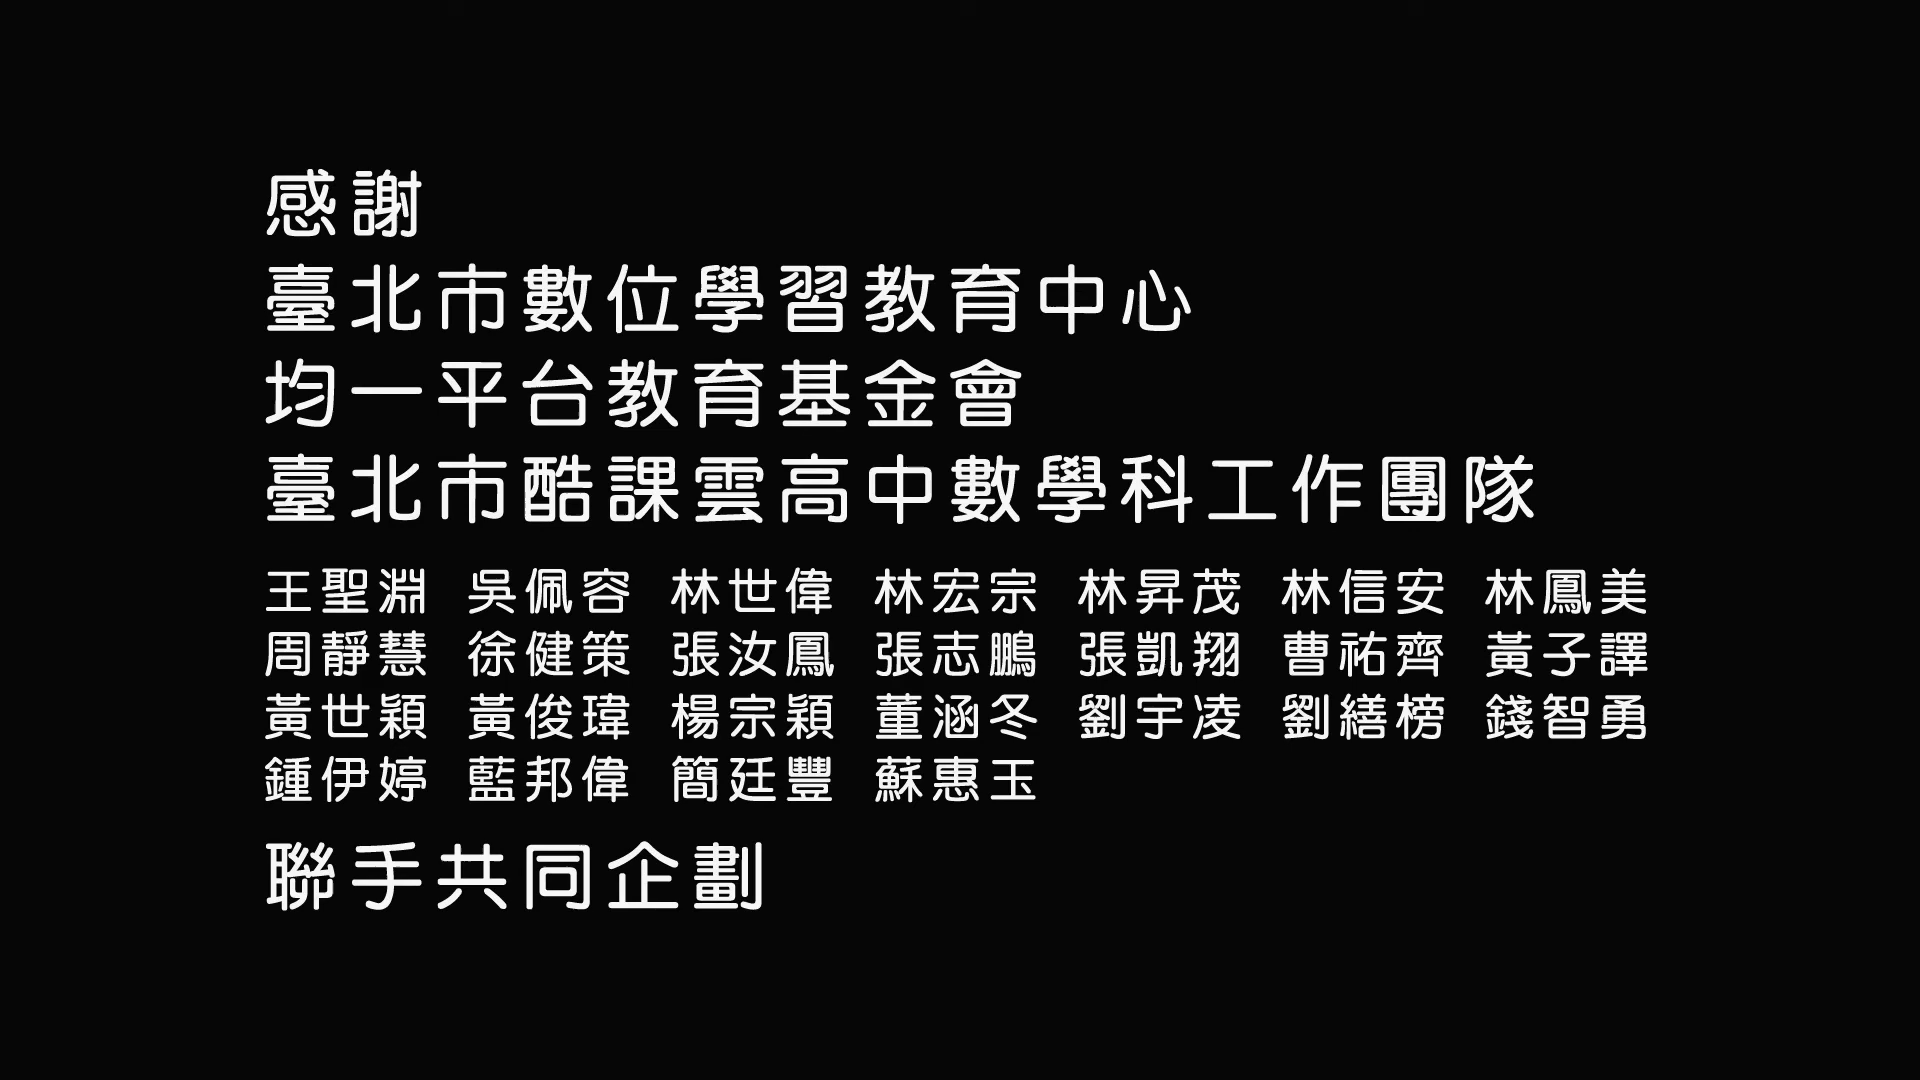 感謝
臺北市數位學習教育中心
均一平台教育基金會
臺北市酷課雲高中數學科工作團隊
王聖淵 吳佩容 林世偉 林宏宗 林昇茂 林信安 林鳳美
周靜慧 徐健策 張汝鳳 張志鵬 張凱翔 曹祐齊 黃子譯
黃世穎 黃俊瑋 楊宗穎 董涵冬 劉宇凌 劉繕榜 錢智勇
鍾伊婷 藍邦偉 簡廷豐 蘇惠玉
聯手共同企劃